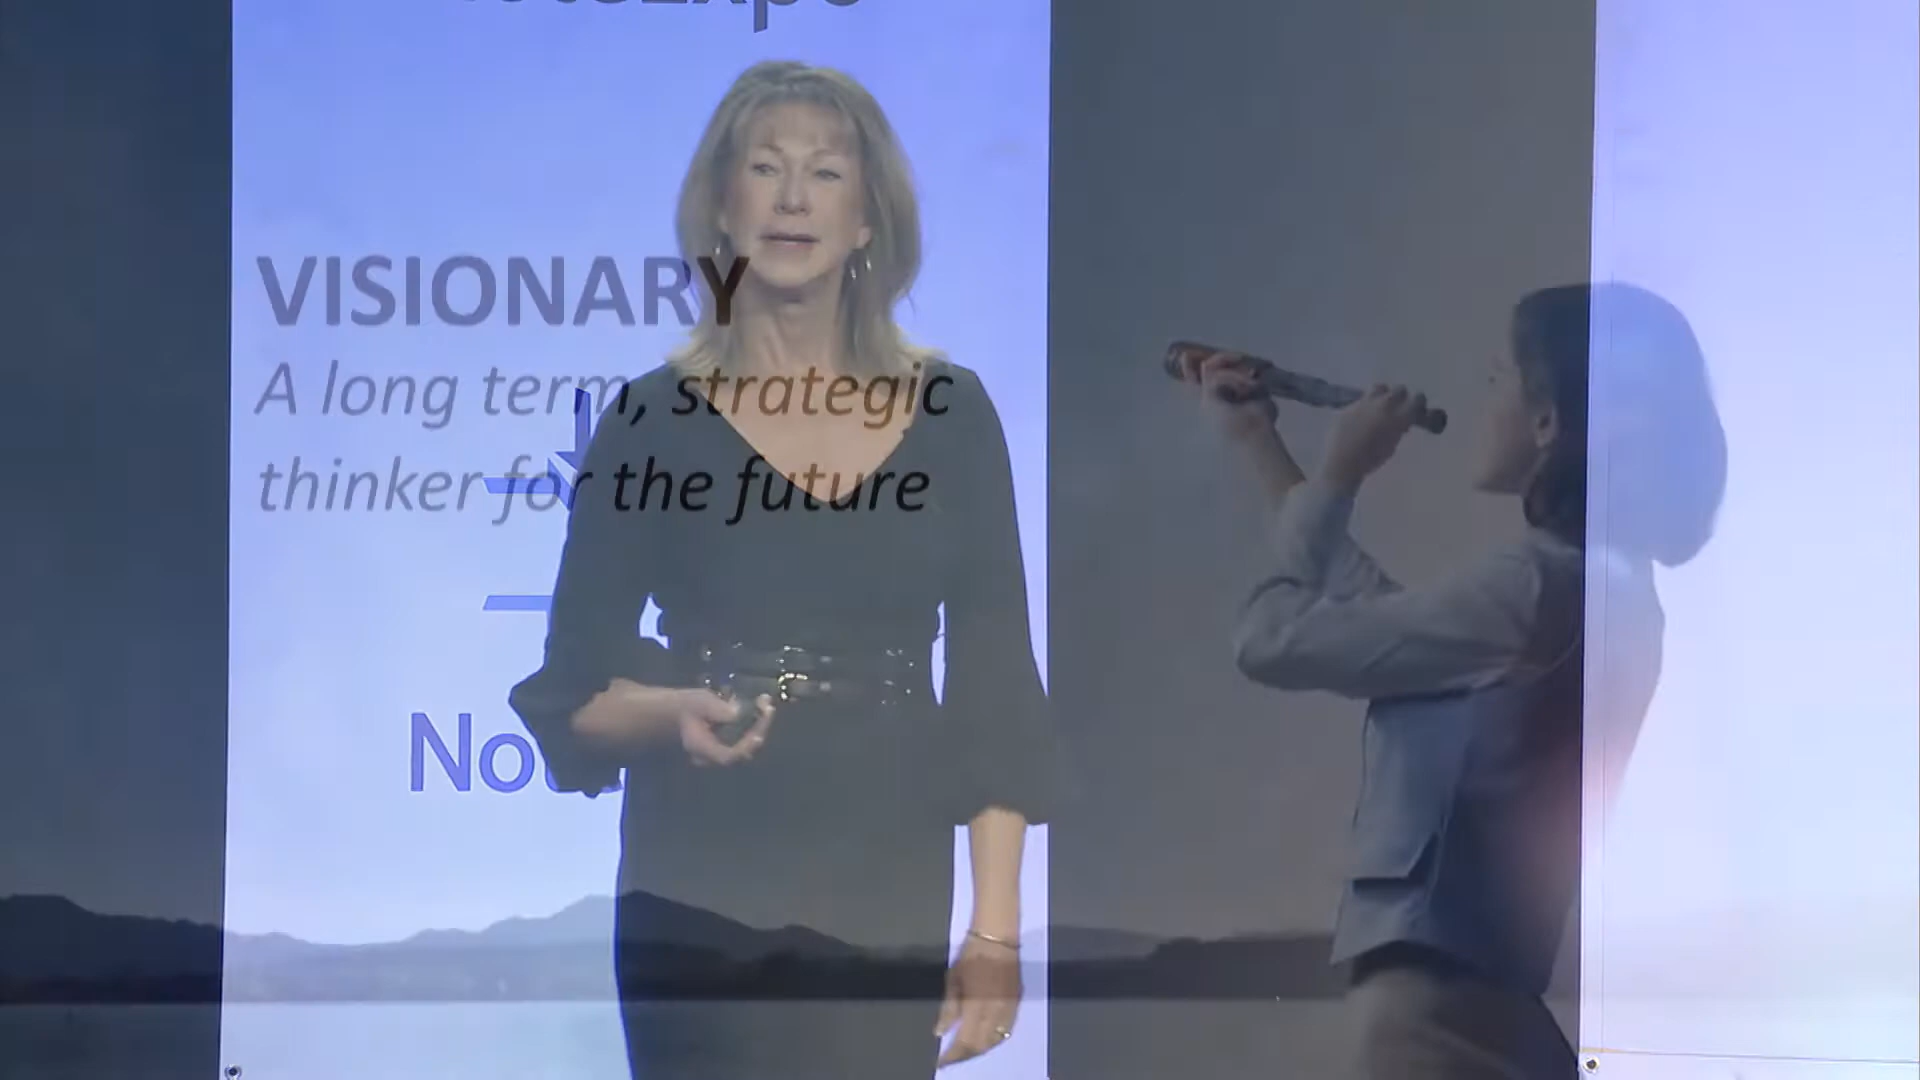 VISIONARY
A long term, strategic
thinker for the future